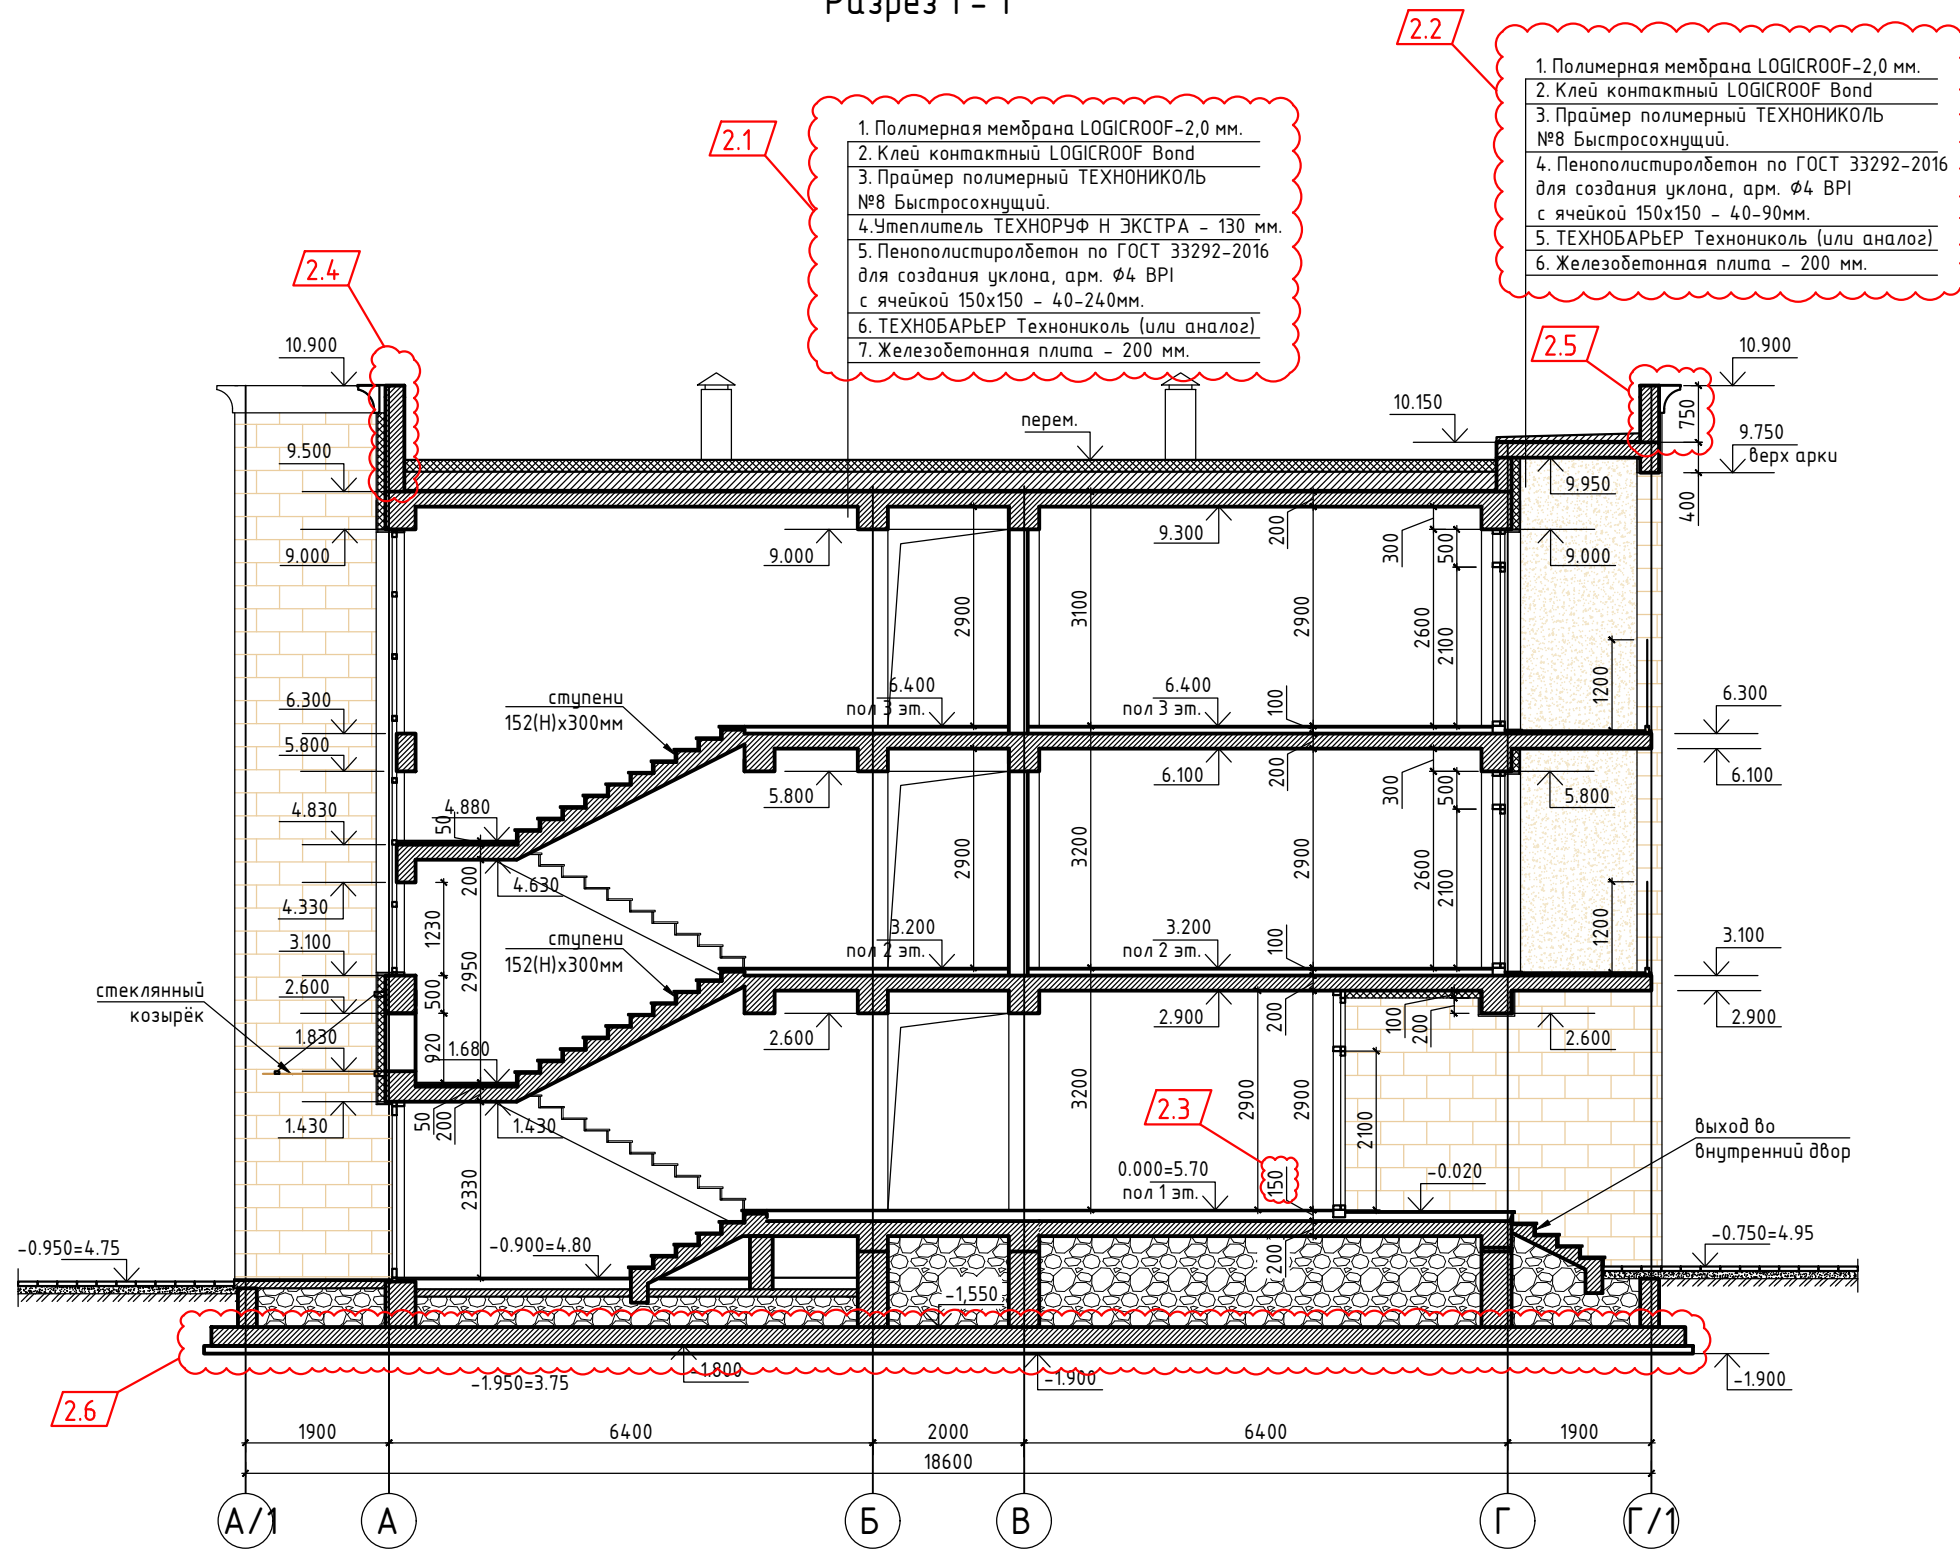 Разрез 1-1
2.2
1. Полимерная мембрана LOGICROOF-2,0 мм.
2. Клей контактный LOGICROOF Bond
3. Праймер полимерный ТЕХНОНИКОЛЬ
№8 Быстросохнущий.
4. Пенополистиролбетон по ГОСТ 33292-2016
для создания уклона, арм. Ф4 ВРI
с ячейкой 150х150 - 40-90мм.
5. ТЕХНОБАРЬЕР Технониколь (или аналог)
6. Железобетонная плита - 200 мм.
2.1
1. Полимерная мембрана LOGICROOF-2,0 мм.
2. Клей контактный LOGICROOF Bond
3. Праймер полимерный ТЕХНОНИКОЛЬ
№8 Быстросохнущий.
4.Утеплитель ТЕХНОРУФ Н ЭКСТРА - 130 мм.
5. Пенополистиролбетон по ГОСТ 33292-2016
для создания уклона, арм. Ф4 ВРI
с ячейкой 150х150 - 40-240мм.
6. ТЕХНОБАРЬЕР Технониколь (или аналог)
7. Железобетонная плита - 200 мм.
2.4
2.5
10.900
10.900
750
перем.
10.150
9.500
9.750
верх арки
9.950
400
9.000
9.000
9.300
200
300
500
9.000
2900
3100
2900
2600
2100
1200
6.300
ступени
152(Н)х300мм
6.400
пол 3 эт.
6.400
пол 3 эт.
100
6.300
5.800
5.800
6.100
200
300
500
5.800
6.100
4.830
4.880
50
200
4.630
4.330
2900
3200
2900
2600
2100
1200
1230
2950
3.100
ступени
152(Н)х300мм
3.200
пол 2 эт.
3.200
пол 2 эт.
100
3.100
стеклянный
козырёк
2.600
500
2.600
2.900
200
100
200
2.600
2.900
1.830
920
1.680
1.430
50
200
1.430
3200
2900
2900
2100
2.3
выход во
внутренний двор
0.000=5.70
пол 1 эт.
150
-0.020
2330
-0.950=4.75
-0.900=4.80
200
-0.750=4.95
-1,550
-1.950=3.75
-1.800
-1.900
-1.900
2.6
1900
6400
2000
6400
1900
18600
А/1
А
Б
В
Г
Г/1